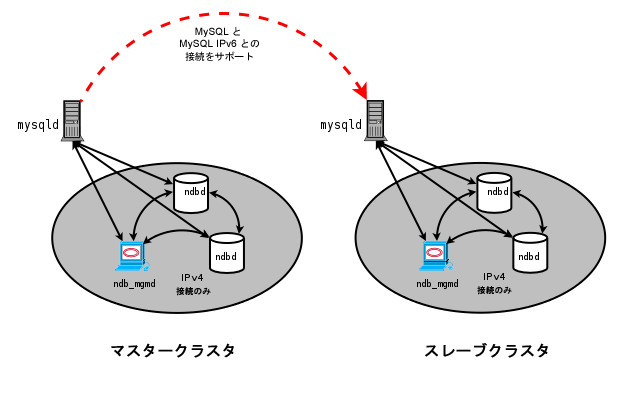 MySQL と
MySQL IPv6 との
接続をサポート
mysqld
mysqld
ndbd
ndbd
ndbd
ndbd
IPv4
接続のみ
ndb_mgmd
IPv4
接続のみ
ndb_mgmd
マスタークラスタ
スレーブクラスタ